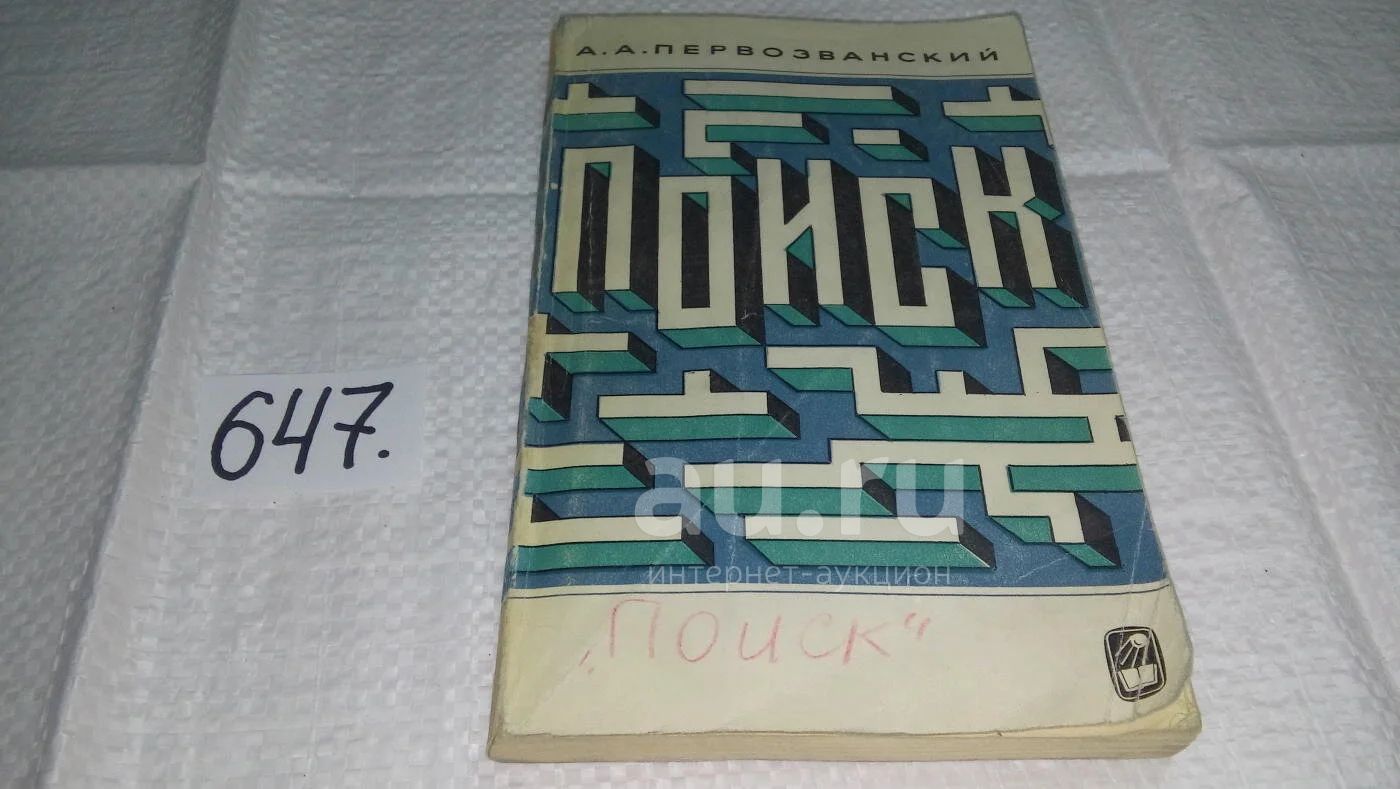 А.А.ПЕРВОЗВАНСКИЙ
ПОИСК
647.
au.ru
интернет-аукцион
„Поиск“